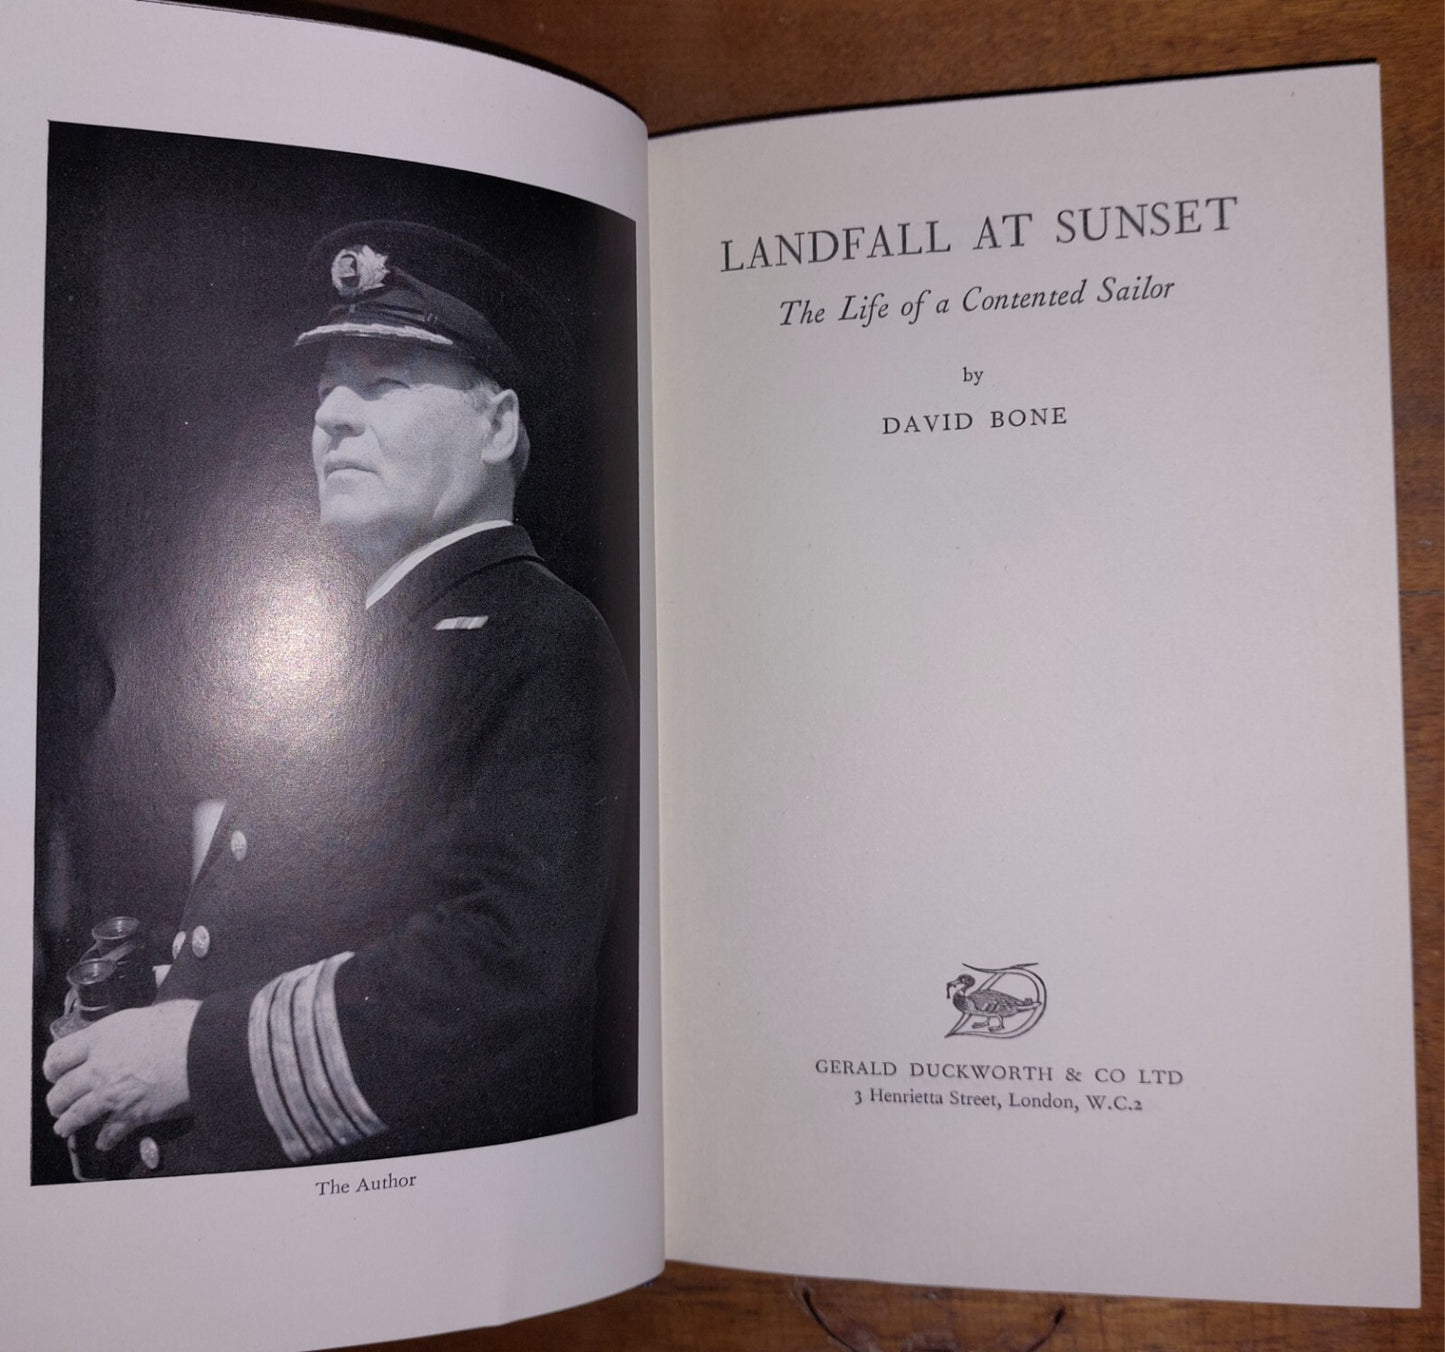 The Author
LANDFALL AT SUNSET
The Life of a Contented Sailor
by
DAVID BONE
GERALD DUCKWORTH & CO LTD
3 Henrietta Street, London, W.C.2